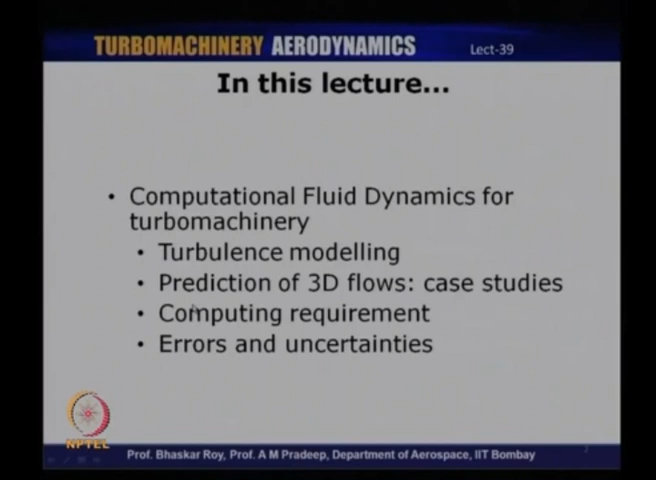 TURBOMACHINERY AERODYNAMICS Lect-39
In this lecture...
• Computational Fluid Dynamics for
turbomachinery
• Turbulence modelling
• Prediction of 3D flows: case studies
• Computing requirement
• Errors and uncertainties
NPTEL
Prof. Bhaskar Roy, Prof. A M Pradeep, Department of Aerospace, IIT Bombay